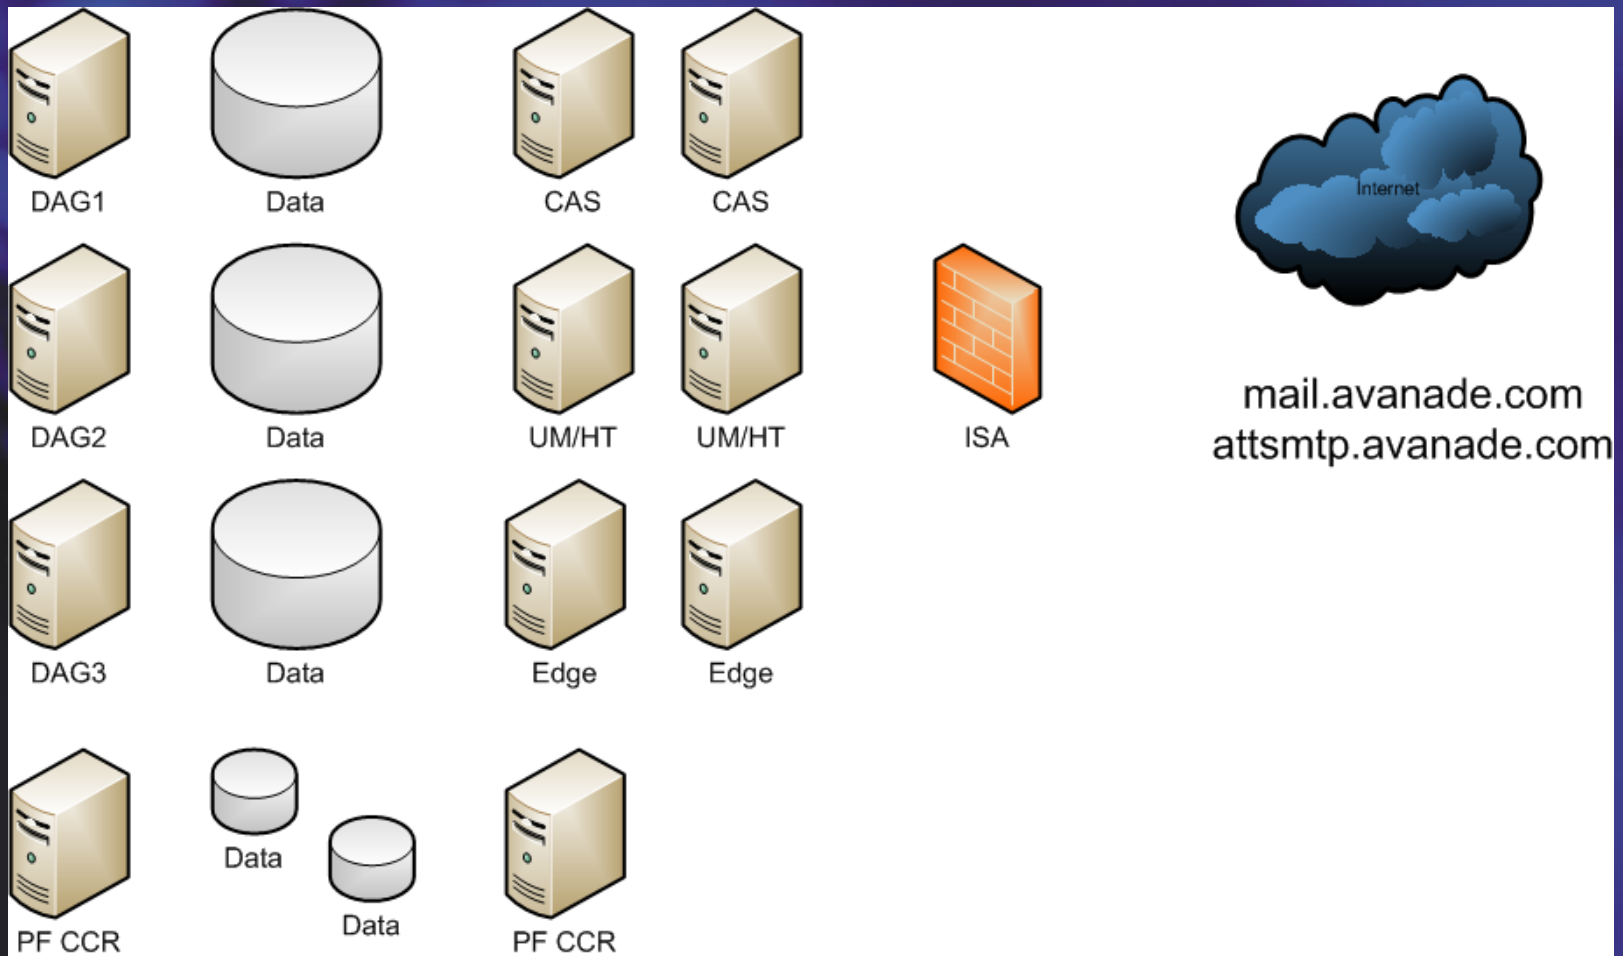 DAG1
Data
CAS
CAS
Internet
DAG2
Data
UM/HT
UM/HT
ISA
mail.avanade.com
attsmtp.avanade.com
DAG3
Data
Edge
Edge
PF CCR
Data
Data
PF CCR